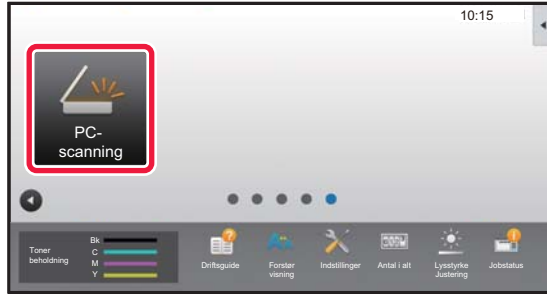 10:15
PC-
scanning
Toner
beholdning
Bk
C
M
Y
Driftsguide
Forstør
visning
Indstillinger
Antal i alt
Lysstyrke
Justering
Jobstatus